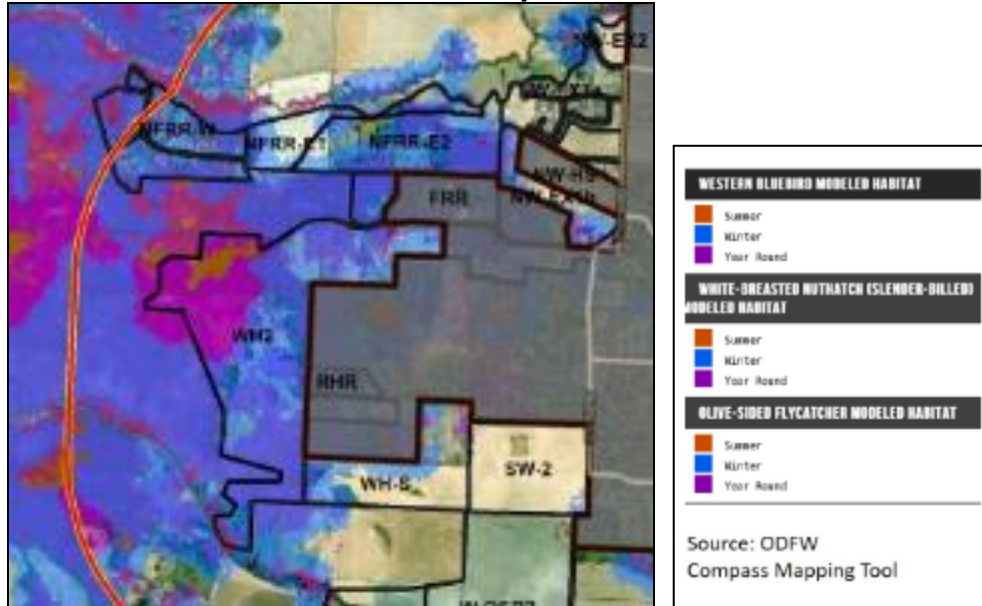 NFRR-W
NFRR-E1
NFRR-E2
FRR
WH2
RHR
WH-S
SW-2
WESTERN BLUEBIRD MODELED HABITAT
Summer
Winter
Year Round
WHITE-BREASTED NUTHATCH (SLENDER-BILLED)
MODELED HABITAT
Summer
Winter
Year Round
OLIVE-SIDED FLYCATCHER MODELED HABITAT
Summer
Winter
Year Round
Source: ODFW
Compass Mapping Tool